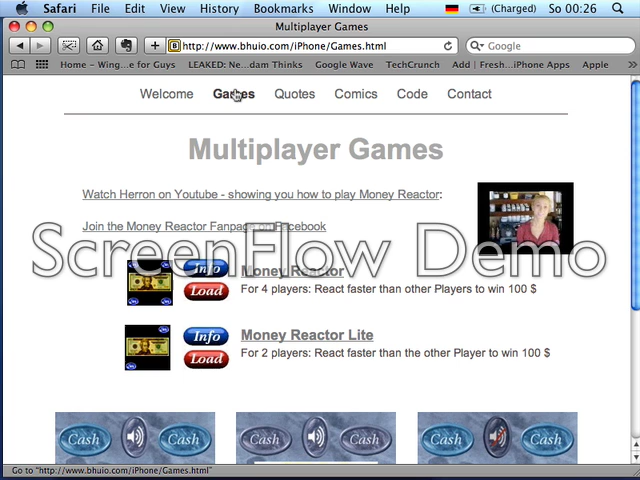 Safari File Edit View History Bookmarks Window Help (Charged) So 00:26
Multiplayer Games
http://www.bhuio.com/iPhone/Games.html Google
Home - Wing...e for Guys LEAKED: Ne...dam Thinks Google Wave TechCrunch Add | Fresh...iPhone Apps Apple
Welcome Games Quotes Comics Code Contact
Multiplayer Games
Watch Herron on Youtube - showing you how to play Money Reactor:
Join the Money Reactor Fanpage on Facebook
ScreenFlow Demo
Info Money Reactor
Load For 4 players: React faster than other Players to win 100 $
Info Money Reactor Lite
Load For 2 players: React faster than the other Player to win 100 $
Cash Cash Cash Cash Cash Cash
Go to "http://www.bhuio.com/iPhone/Games.html"